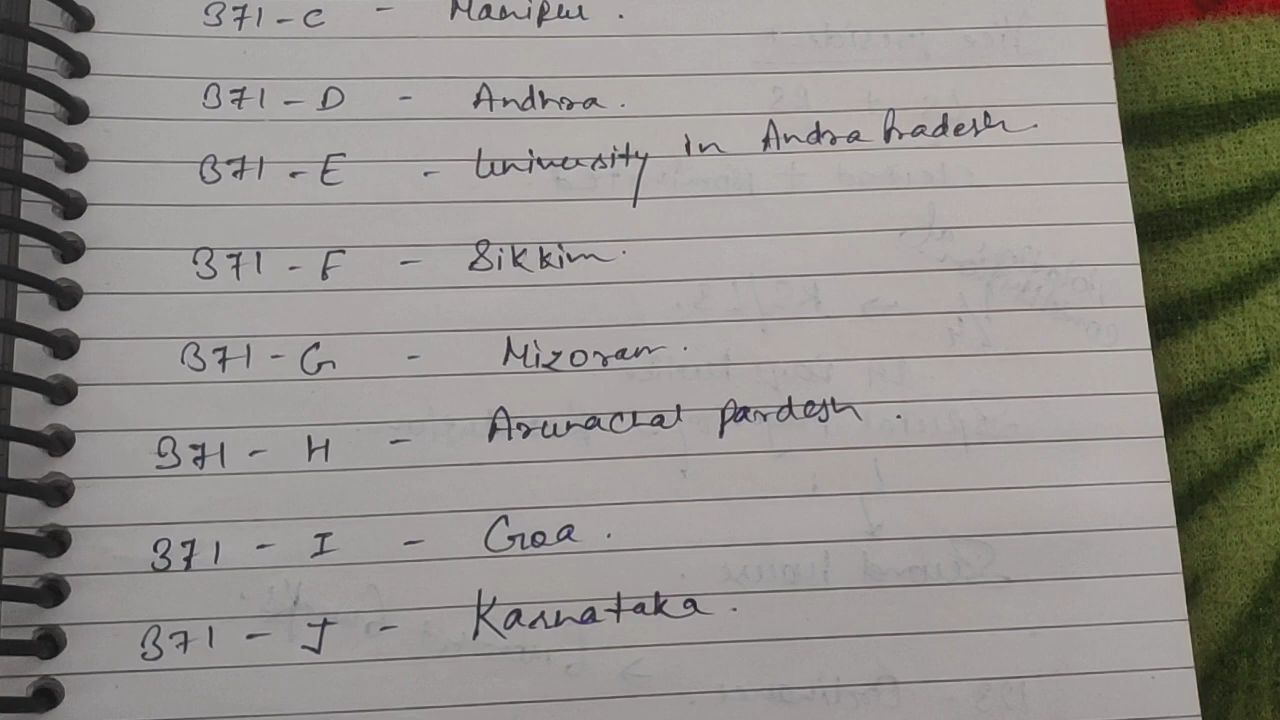 371-C - Manipur.
371-D - Andhra.
371-E - University in Andra Pradesh.
371-F - Sikkim.
371-G - Mizoram.
371-H - Arunachal pardesh.
371-I - Goa.
371-J - Karnataka.